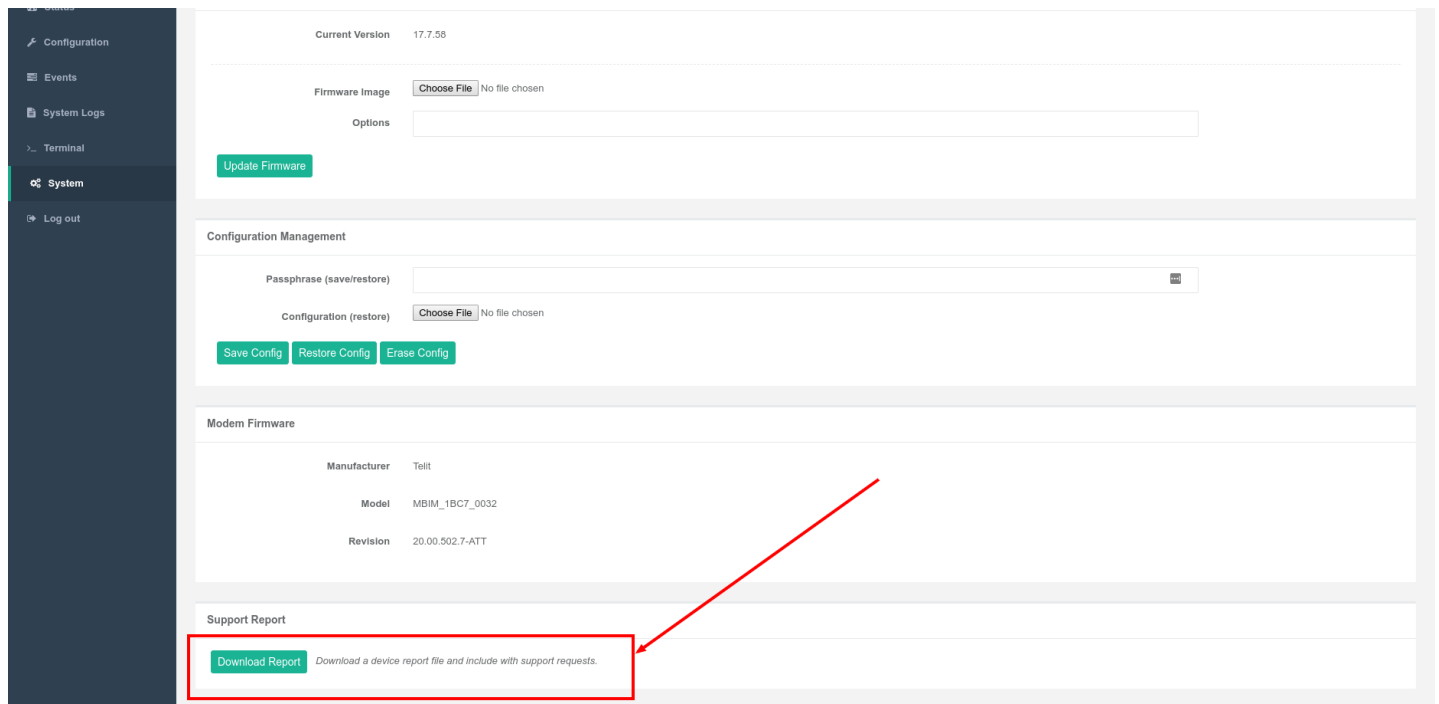 Status
Configuration
Events
System Logs
Terminal
System
Log out
Current Version 17.7.58
Firmware Image Choose File No file chosen
Options
Update Firmware
Configuration Management
Passphrase (save/restore)
Configuration (restore) Choose File No file chosen
Save Config Restore Config Erase Config
Modem Firmware
Manufacturer Telit
Model MBIM_1BC7_0032
Revision 20.00.502.7-ATT
Support Report
Download Report Download a device report file and include with support requests.